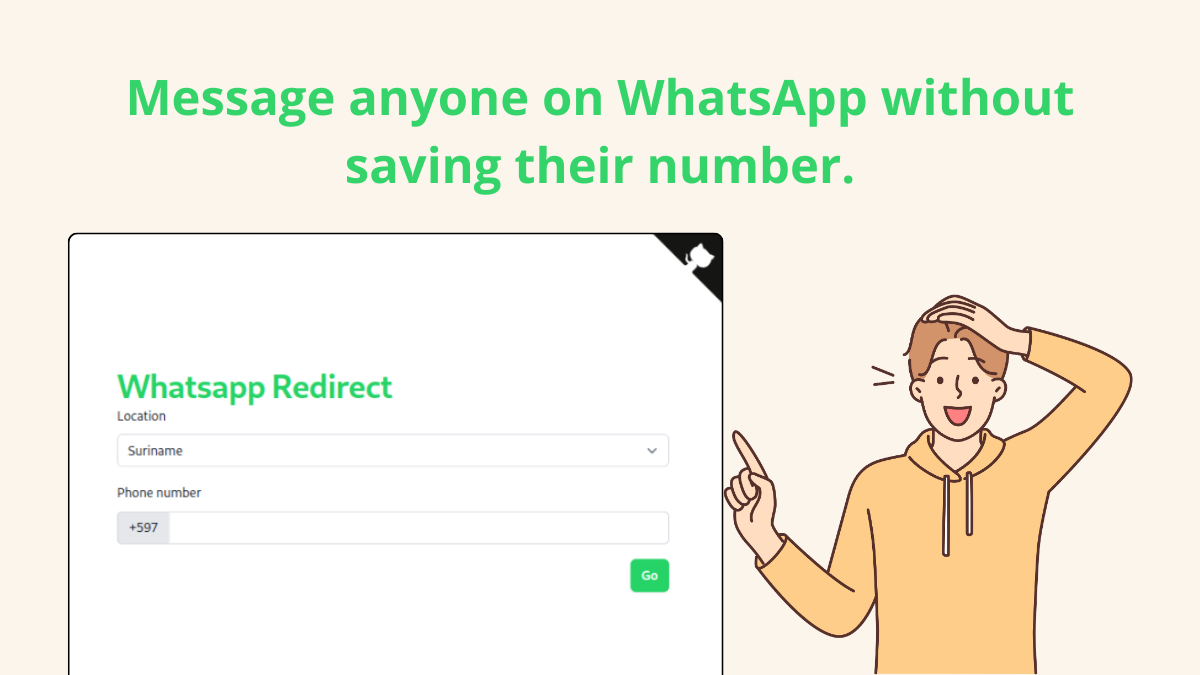 Message anyone on WhatsApp without
saving their number.
Whatsapp Redirect
Location
Suriname
Phone number
+597
Go